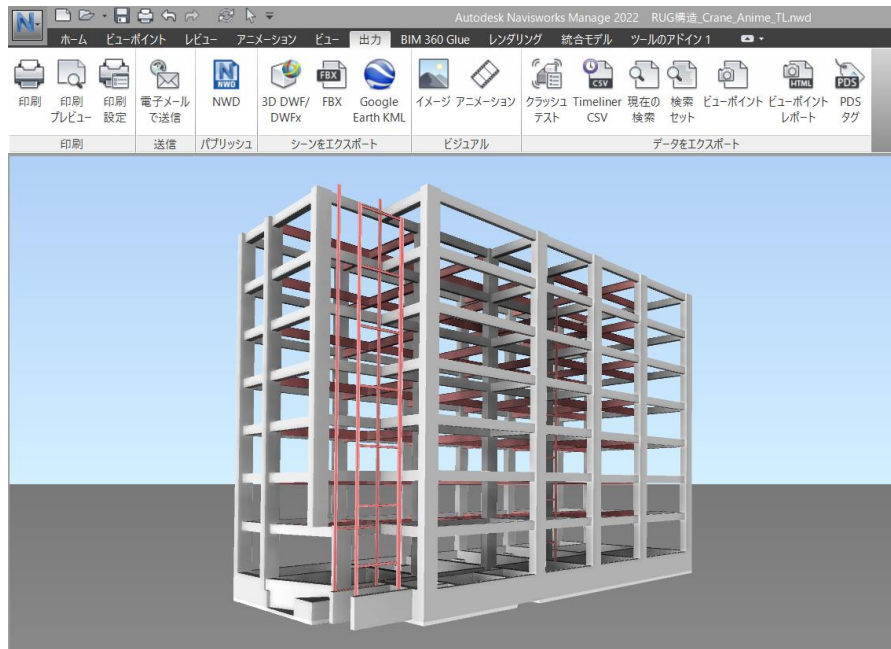 N
Autodesk Navisworks Manage 2022 RUG構造_Crane_Anime_TL.nwd
ホーム ビューポイント レビュー アニメーション ビュー 出力 BIM 360 Glue レンダリング 統合モデル ツールのアドイン 1
NWD FBX CSV HTML PDS
印刷 印刷 印刷 電子メール NWD 3D DWF/ FBX Google イメージ アニメーション クラッシュ Timeliner 現在の 検索 ビューポイント ビューポイント PDS
プレビュー 設定 で送信 DWFx Earth KML テスト CSV 検索 セット レポート タグ
印刷 送信 パブリッシュ シーンをエクスポート ビジュアル データをエクスポート